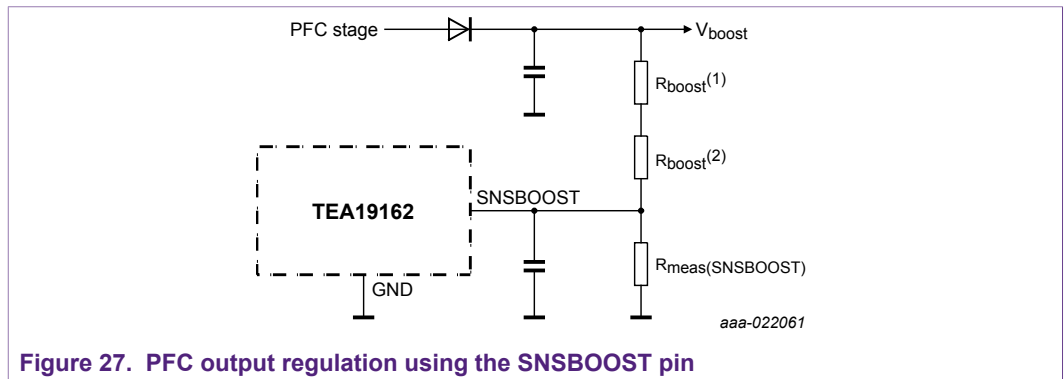 PFC stage
Vboost
Rboost(1)
Rboost(2)
SNSBOOST
TEA19162
Rmeas(SNSBOOST)
GND
aaa-022061
Figure 27. PFC output regulation using the SNSBOOST pin